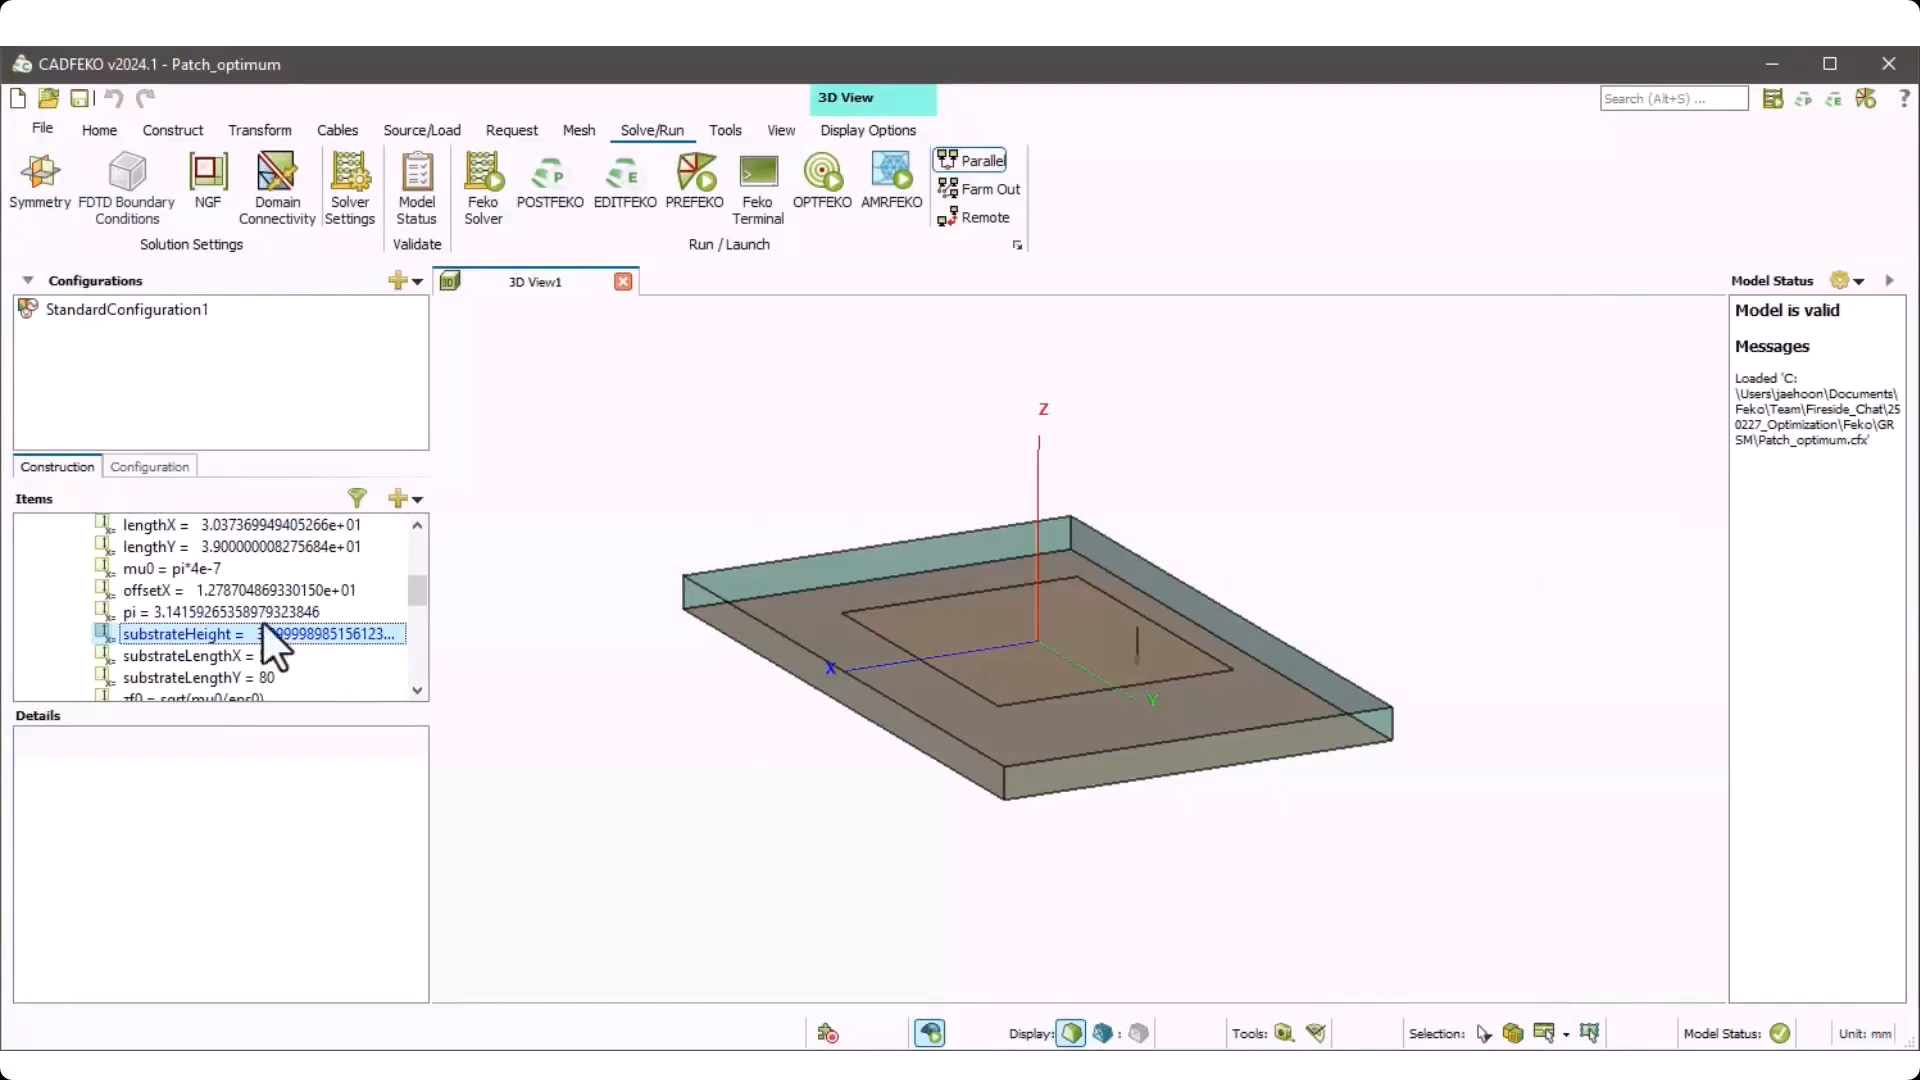 CADFEKO v2024.1 - Patch_optimum
3D View
Search (Alt+S) ...
File
Home
Construct
Transform
Cables
Source/Load
Request
Mesh
Solve/Run
Tools
View
Display Options
Symmetry
FDTD Boundary
Conditions
NGF
Domain
Connectivity
Solver
Settings
Model
Status
Feko
Solver
POSTFEKO
EDITFEKO
PREFEKO
Feko
Terminal
OPTFEKO
AMRFEKO
Parallel
Farm Out
Remote
Solution Settings
Validate
Run / Launch
Configurations
3D View1
Model Status
StandardConfiguration1
Model is valid
Messages
Loaded 'C:
\Users\jaehoon\Documents\
Feko\Team\Fireside_Chat\25
0227_Optimization\Feko\GR
SM\Patch_optimum.cfx'
Construction
Configuration
Items
lengthX = 3.037369949405266e+01
lengthY = 3.900000008275684e+01
mu0 = pi*4e-7
offsetX = 1.278704869330150e+01
pi = 3.14159265358979323846
substrateHeight =
substrateLengthX =
substrateLengthY = 80
zf0 = sqrt(mu0/eps0)
Details
Z
X
Y
Display:
Tools:
Selection:
Model Status:
Unit: mm